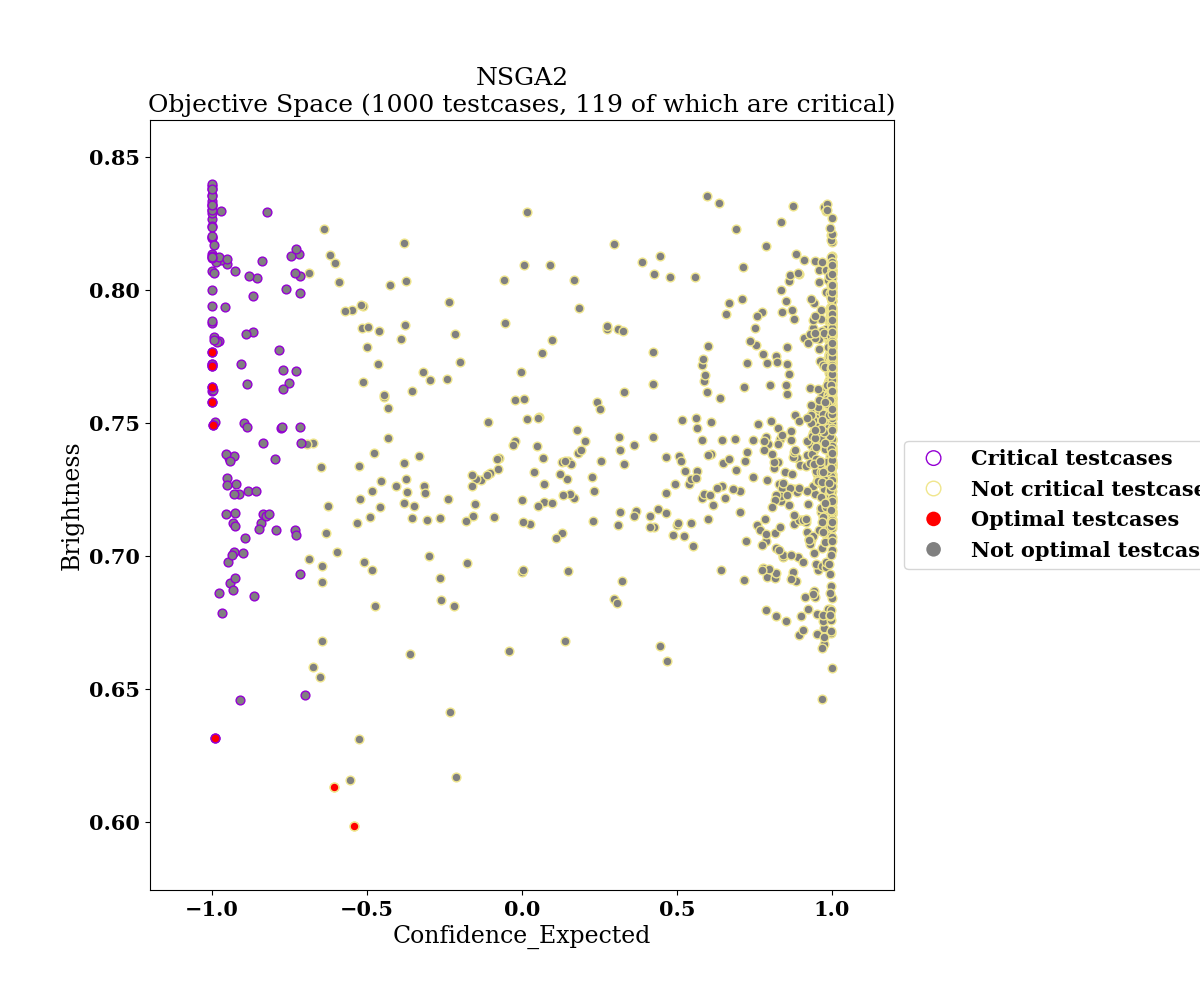 NSGA2
Objective Space (1000 testcases, 119 of which are critical)
0.85
0.80
0.75
0.70
0.65
0.60
Brightness
−1.0
−0.5
0.0
0.5
1.0
Confidence_Expected
Critical testcases
Not critical testcase
Optimal testcases
Not optimal testcas